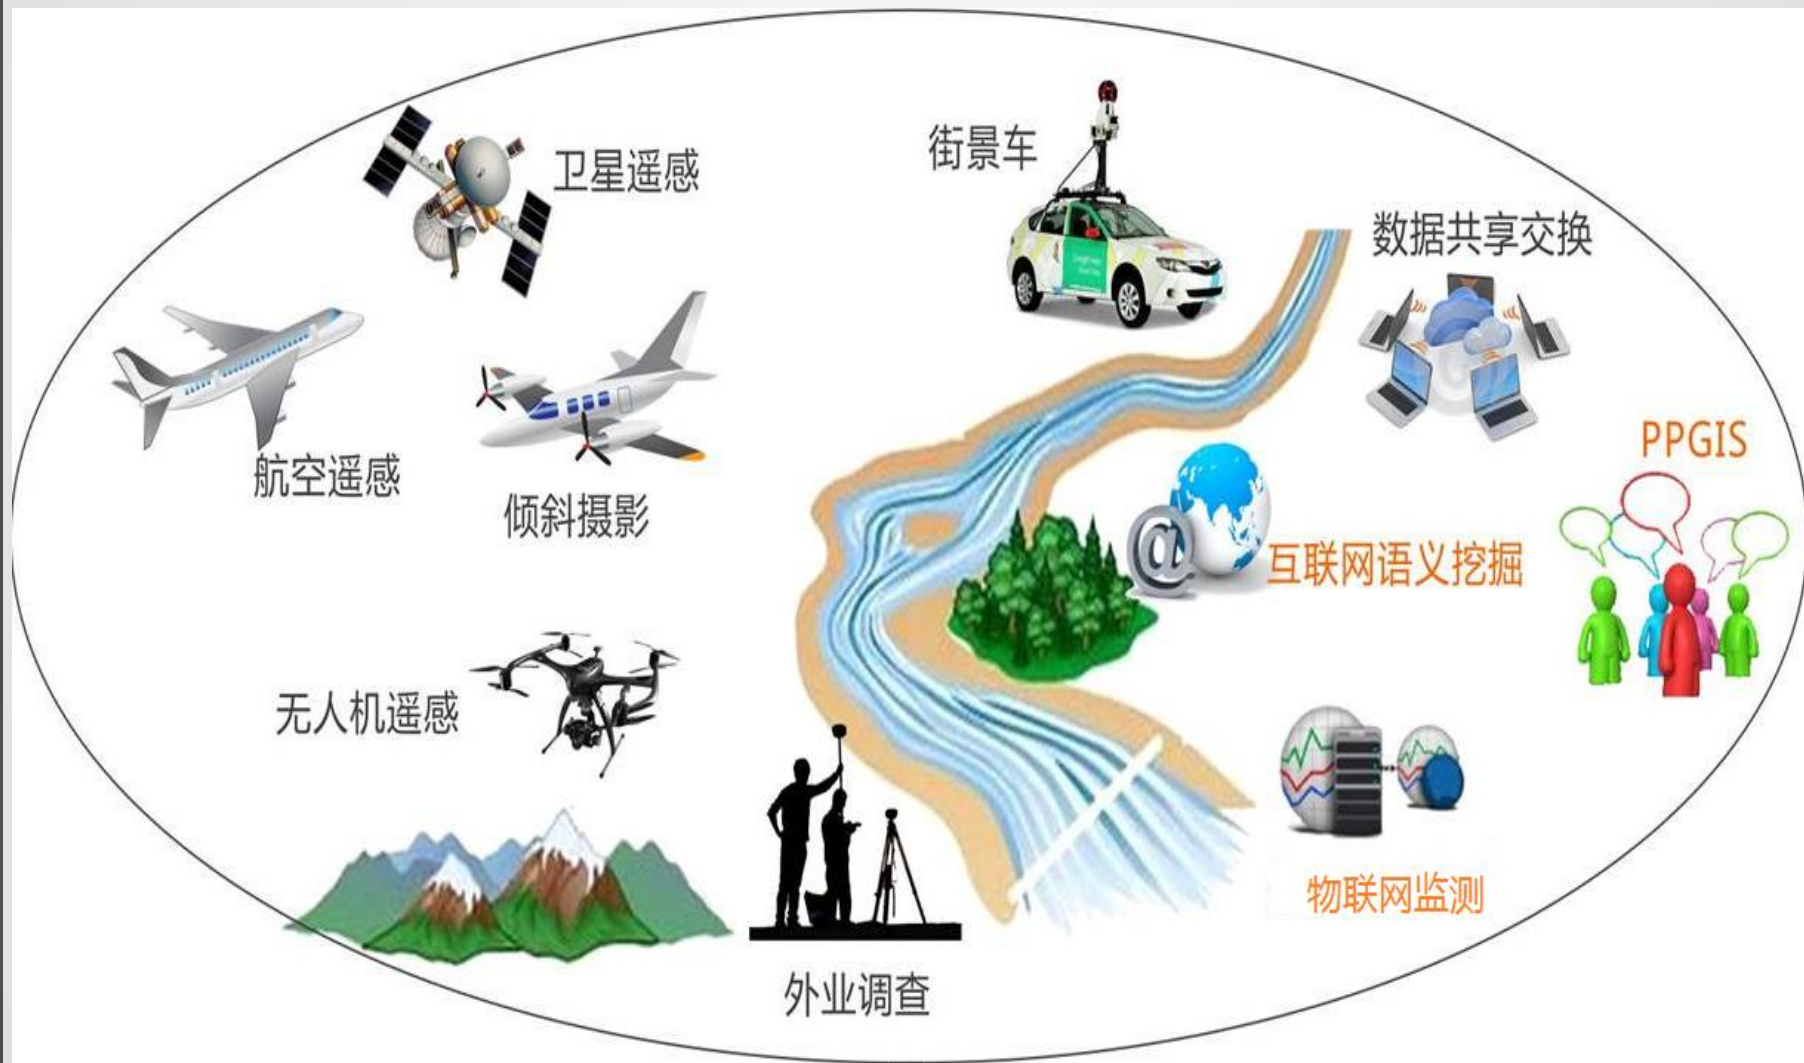 卫星遥感
街景车
数据共享交换
航空遥感
倾斜摄影
PPGIS
互联网语义挖掘
无人机遥感
物联网监测
外业调查
@